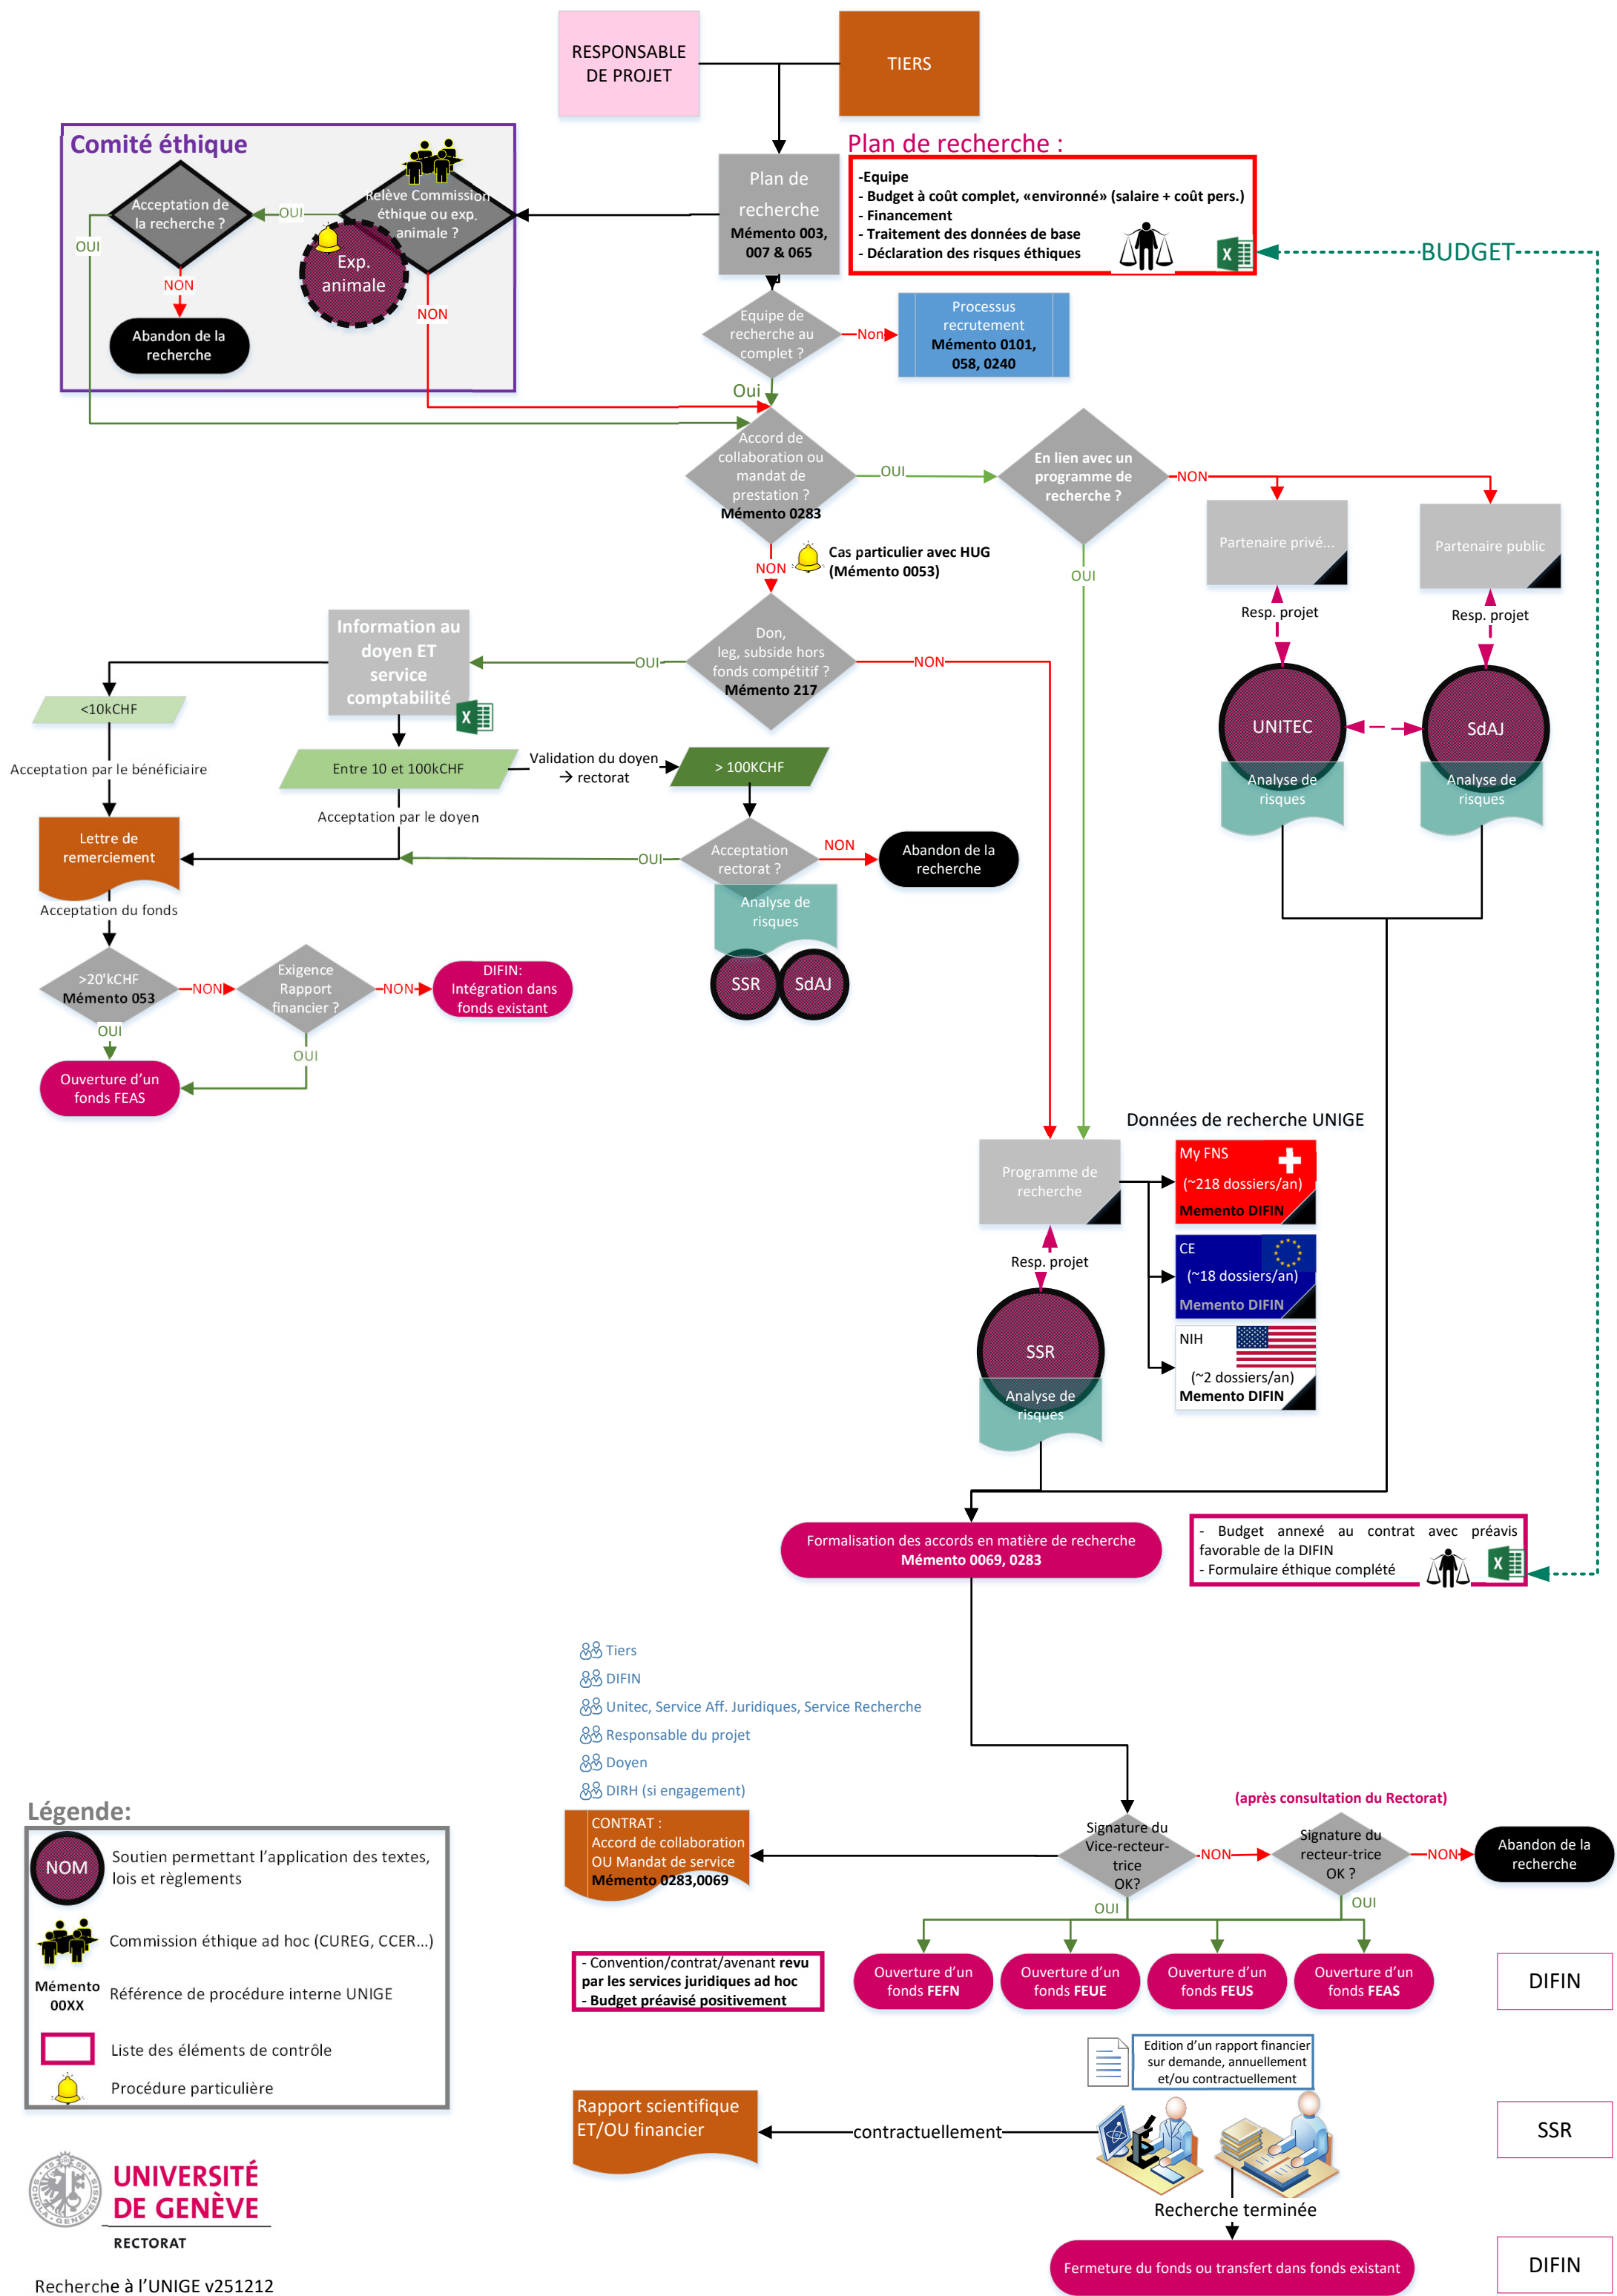 RESPONSABLE
DE PROJET
TIERS
Comité éthique
Acceptation de
la recherche ?
OUI
Relève Commission
éthique ou exp.
animale ?
Exp.
animale
OUI
NON
NON
Abandon de la
recherche
Plan de
recherche
Mémento 003,
007 & 065
Plan de recherche :
-Equipe
- Budget à coût complet, «environné» (salaire + coût pers.)
- Financement
- Traitement des données de base
- Déclaration des risques éthiques
BUDGET
Equipe de
recherche au
complet ?
Non
Processus
recrutement
Mémento 0101,
058, 0240
Oui
Accord de
collaboration ou
mandat de
prestation ?
Mémento 0283
OUI
En lien avec un
programme de
recherche ?
NON
Partenaire privé...
Partenaire public
NON
Cas particulier avec HUG
(Mémento 0053)
OUI
Resp. projet
Resp. projet
Information au
doyen ET
service
comptabilité
OUI
Don,
leg, subside hors
fonds compétitif ?
Mémento 217
NON
UNITEC
SdAJ
Analyse de
risques
Analyse de
risques
<10kCHF
Entre 10 et 100kCHF
Validation du doyen
→ rectorat
> 100KCHF
Acceptation par le bénéficiaire
Acceptation par le doyen
Lettre de
remerciement
OUI
Acceptation
rectorat ?
NON
Abandon de la
recherche
Analyse de
risques
SSR
SdAJ
Acceptation du fonds
>20'kCHF
Mémento 053
NON
Exigence
Rapport
financier ?
NON
DIFIN:
Intégration dans
fonds existant
OUI
OUI
Ouverture d'un
fonds FEAS
Données de recherche UNIGE
Programme de
recherche
My FNS
(~218 dossiers/an)
Memento DIFIN
CE
(~18 dossiers/an)
Memento DIFIN
NIH
(~2 dossiers/an)
Memento DIFIN
Resp. projet
SSR
Analyse de
risques
Formalisation des accords en matière de recherche
Mémento 0069, 0283
- Budget annexé au contrat avec préavis
favorable de la DIFIN
- Formulaire éthique complété
Tiers
DIFIN
Unitec, Service Aff. Juridiques, Service Recherche
Responsable du projet
Doyen
DIRH (si engagement)
CONTRAT :
Accord de collaboration
OU Mandat de service
Mémento 0283,0069
Signature du
Vice-recteur-
trice
OK?
NON
(après consultation du Rectorat)
Signature du
recteur-trice
OK ?
NON
Abandon de la
recherche
OUI
OUI
- Convention/contrat/avenant revu
par les services juridiques ad hoc
- Budget préavisé positivement
Ouverture d'un
fonds FEFN
Ouverture d'un
fonds FEUE
Ouverture d'un
fonds FEUS
Ouverture d'un
fonds FEAS
DIFIN
Edition d'un rapport financier
sur demande, annuellement
et/ou contractuellement
Rapport scientifique
ET/OU financier
contractuellement
SSR
Recherche terminée
Fermeture du fonds ou transfert dans fonds existant
DIFIN
Légende:
NOM
Soutien permettant l'application des textes,
lois et règlements
Commission éthique ad hoc (CUREG, CCER...)
Mémento
00XX
Référence de procédure interne UNIGE
Liste des éléments de contrôle
Procédure particulière
UNIVERSITÉ
DE GENÈVE
RECTORAT
Recherche à l'UNIGE v251212